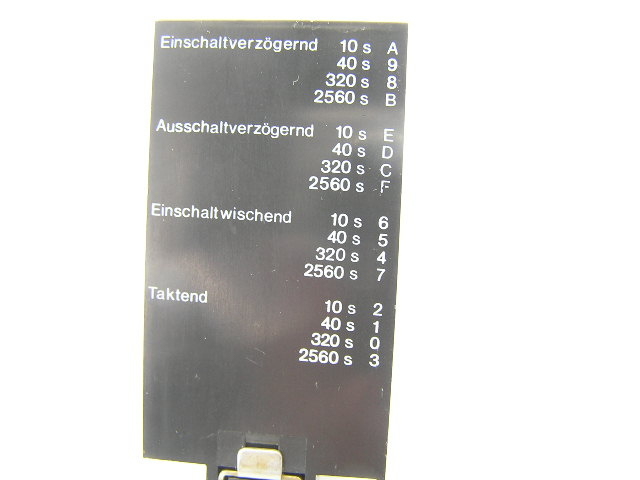 Einschaltverzögernd 10 s A
40 s 9
320 s 8
2560 s B
Ausschaltverzögernd 10 s E
40 s D
320 s C
2560 s F
Einschaltwischend 10 s 6
40 s 5
320 s 4
2560 s 7
Taktend 10 s 2
40 s 1
320 s 0
2560 s 3